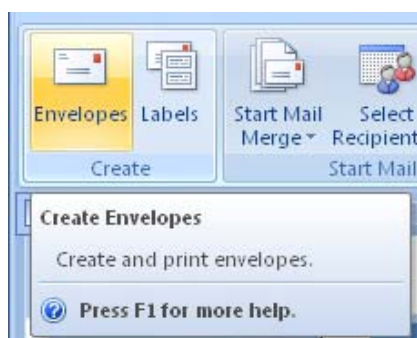 Envelopes Labels Start Mail Select
Merge Recipient
Create Start Mail
Create Envelopes
Create and print envelopes.
Press F1 for more help.